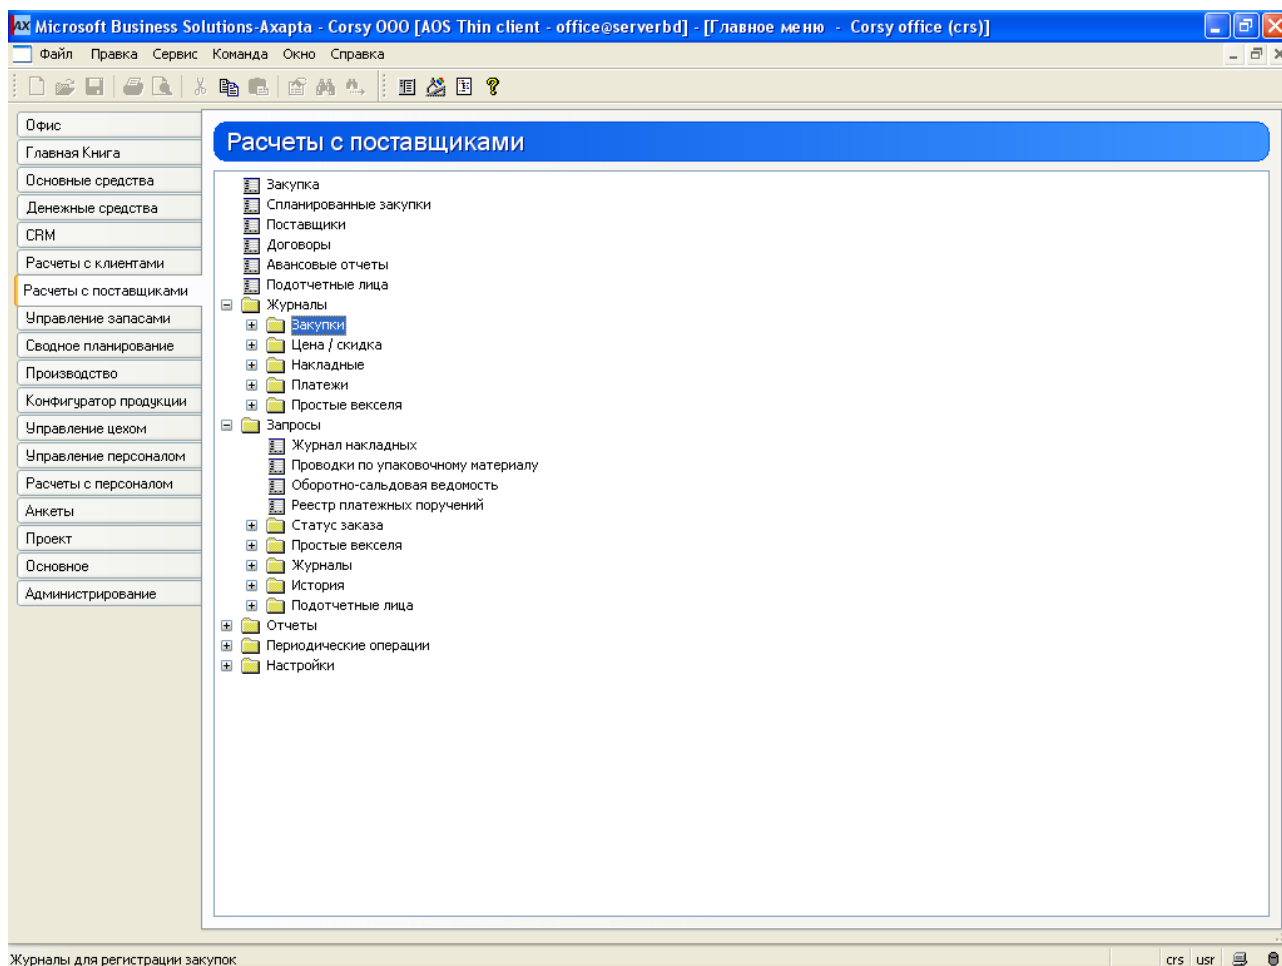 Microsoft Business Solutions-Axapta - Corsy ООО [AOS Thin client - office@serverbd] - [Главное меню - Corsy office (crs)]
Файл Правка Сервис Команда Окно Справка
Офис
Главная Книга
Основные средства
Денежные средства
CRM
Расчеты с клиентами
Расчеты с поставщиками
Управление запасами
Сводное планирование
Производство
Конфигуратор продукции
Управление цехом
Управление персоналом
Расчеты с персоналом
Анкеты
Проект
Основное
Администрирование
Расчеты с поставщиками
Закупка
Спланированные закупки
Поставщики
Договоры
Авансовые отчеты
Подотчетные лица
Журналы
Закупки
Цена / скидка
Накладные
Платежи
Простые векселя
Запросы
Журнал накладных
Проводки по упаковочному материалу
Оборотно-сальдовая ведомость
Реестр платежных поручений
Статус заказа
Простые векселя
Журналы
История
Подотчетные лица
Отчеты
Периодические операции
Настройки
Журналы для регистрации закупок
crs usr